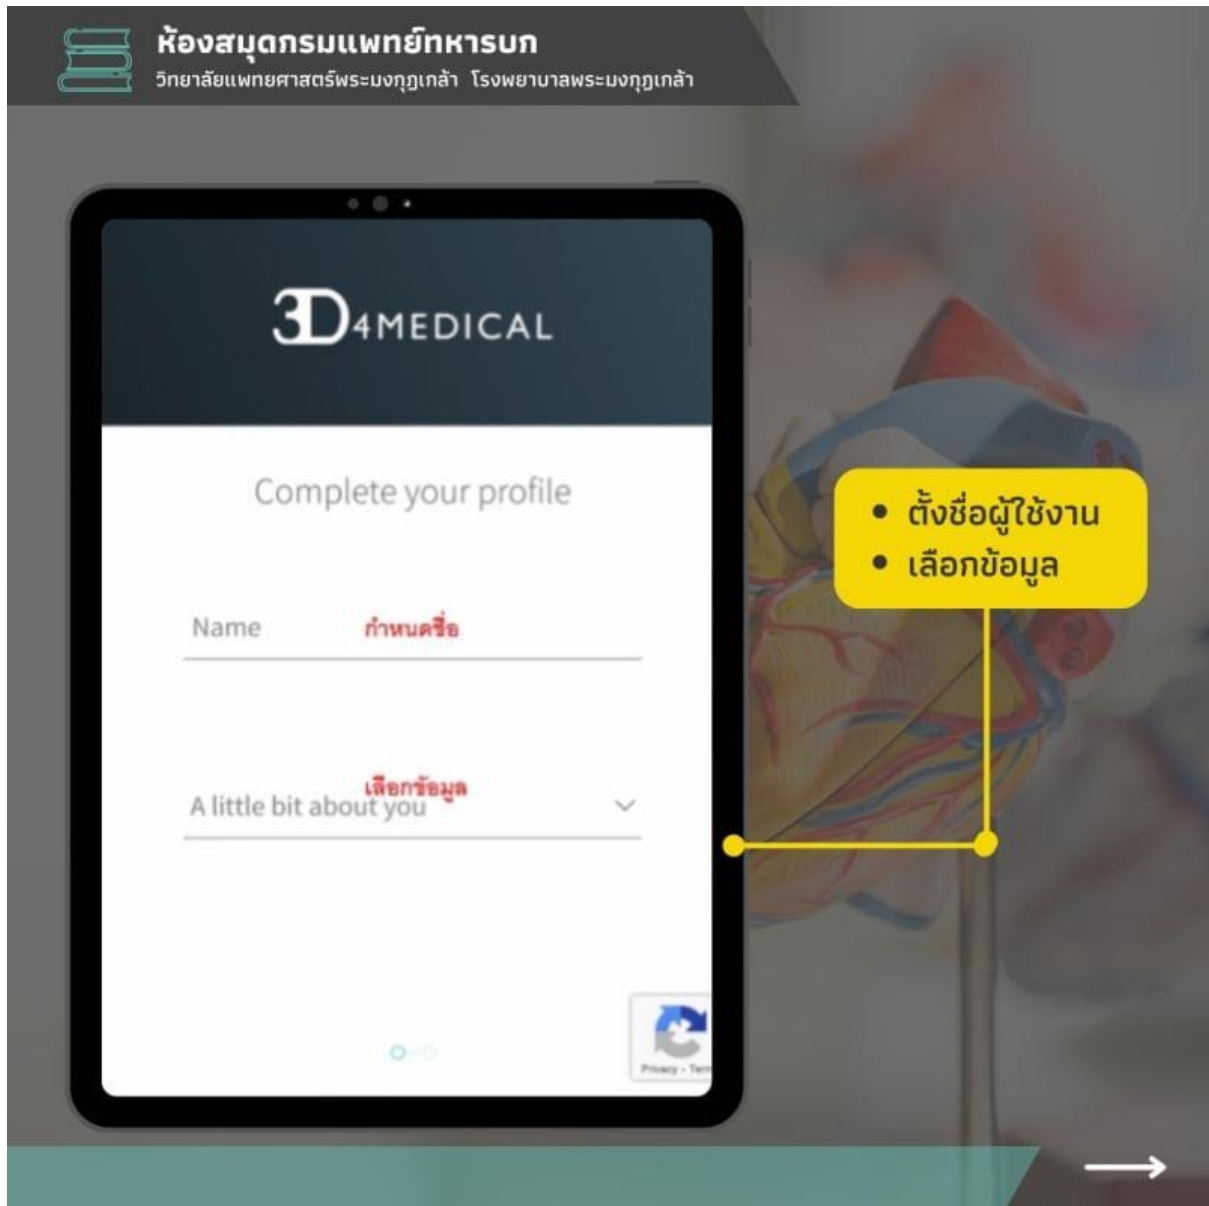 ห้องสมุดกรมแพทย์ทหารบก
วิทยาลัยแพทยศาสตร์พระมงกุฎเกล้า โรงพยาบาลพระมงกุฎเกล้า
3D4MEDICAL
Complete your profile
• ตั้งชื่อผู้ใช้งาน
• เลือกข้อมูล
Name กำหนดชื่อ
เลือกข้อมูล
A little bit about you
Privacy - Term